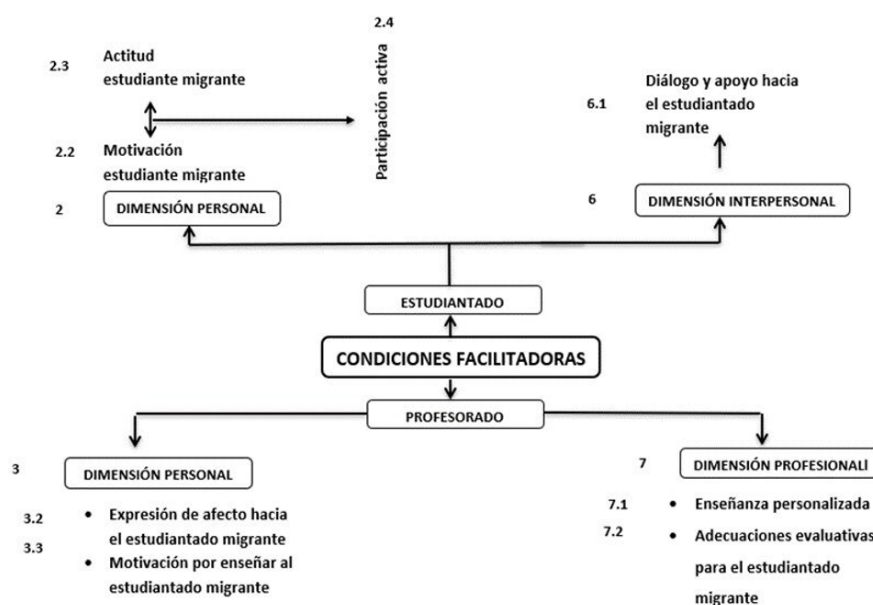 2.4
2.3
Actitud
estudiante migrante
Participación activa
2.2
Motivación
estudiante migrante
6.1
Diálogo y apoyo hacia
el estudiantado
migrante
2
DIMENSIÓN PERSONAL
6
DIMENSIÓN INTERPERSONAL
ESTUDIANTADO
CONDICIONES FACILITADORAS
PROFESORADO
3
DIMENSIÓN PERSONAL
3.2
• Expresión de afecto hacia
el estudiantado migrante
3.3
• Motivación por enseñar al
estudiantado migrante
7
DIMENSIÓN PROFESIONALl
7.1
• Enseñanza personalizada
7.2
• Adecuaciones evaluativas
para el estudiantado
migrante